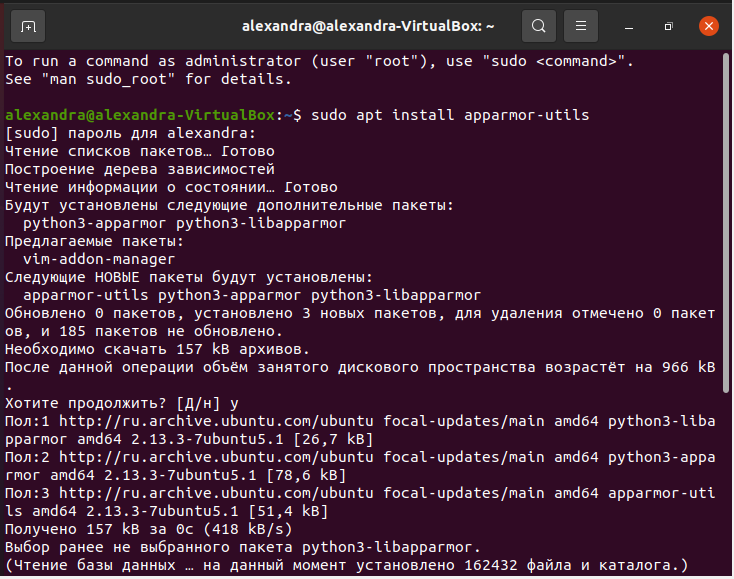 alexandra@alexandra-VirtualBox: ~
To run a command as administrator (user "root"), use "sudo <command>".
See "man sudo_root" for details.
alexandra@alexandra-VirtualBox:~$ sudo apt install apparmor-utils
[sudo] пароль для alexandra:
Чтение списков пакетов… Готово
Построение дерева зависимостей
Чтение информации о состоянии… Готово
Будут установлены следующие дополнительные пакеты:
python3-apparmor python3-libapparmor
Предлагаемые пакеты:
vim-addon-manager
Следующие НОВЫЕ пакеты будут установлены:
apparmor-utils python3-apparmor python3-libapparmor
Обновлено 0 пакетов, установлено 3 новых пакетов, для удаления отмечено 0 пакет
ов, и 185 пакетов не обновлено.
Необходимо скачать 157 kB архивов.
После данной операции объём занятого дискового пространства возрастёт на 966 kB
.
Хотите продолжить? [Д/н] y
Пол:1 http://ru.archive.ubuntu.com/ubuntu focal-updates/main amd64 python3-liba
pparmor amd64 2.13.3-7ubuntu5.1 [26,7 kB]
Пол:2 http://ru.archive.ubuntu.com/ubuntu focal-updates/main amd64 python3-appa
rmor amd64 2.13.3-7ubuntu5.1 [78,6 kB]
Пол:3 http://ru.archive.ubuntu.com/ubuntu focal-updates/main amd64 apparmor-uti
ls amd64 2.13.3-7ubuntu5.1 [51,4 kB]
Получено 157 kB за 0с (418 kB/s)
Выбор ранее не выбранного пакета python3-libapparmor.
(Чтение базы данных … на данный момент установлено 162432 файла и каталога.)